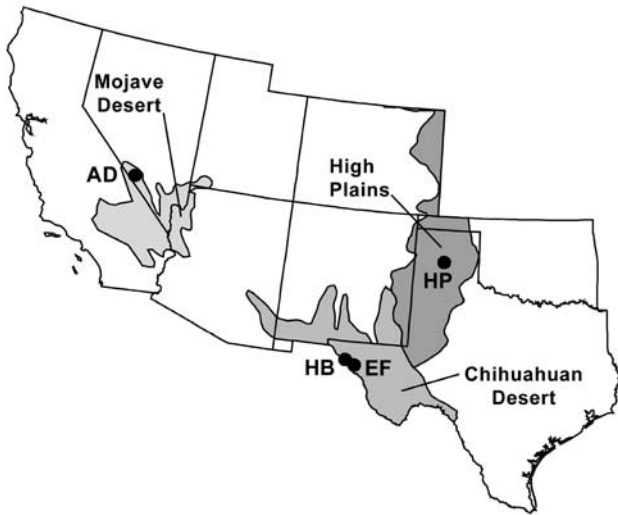 Mojave
Desert
AD
High
Plains
HP
HB
EF
Chihuahuan
Desert